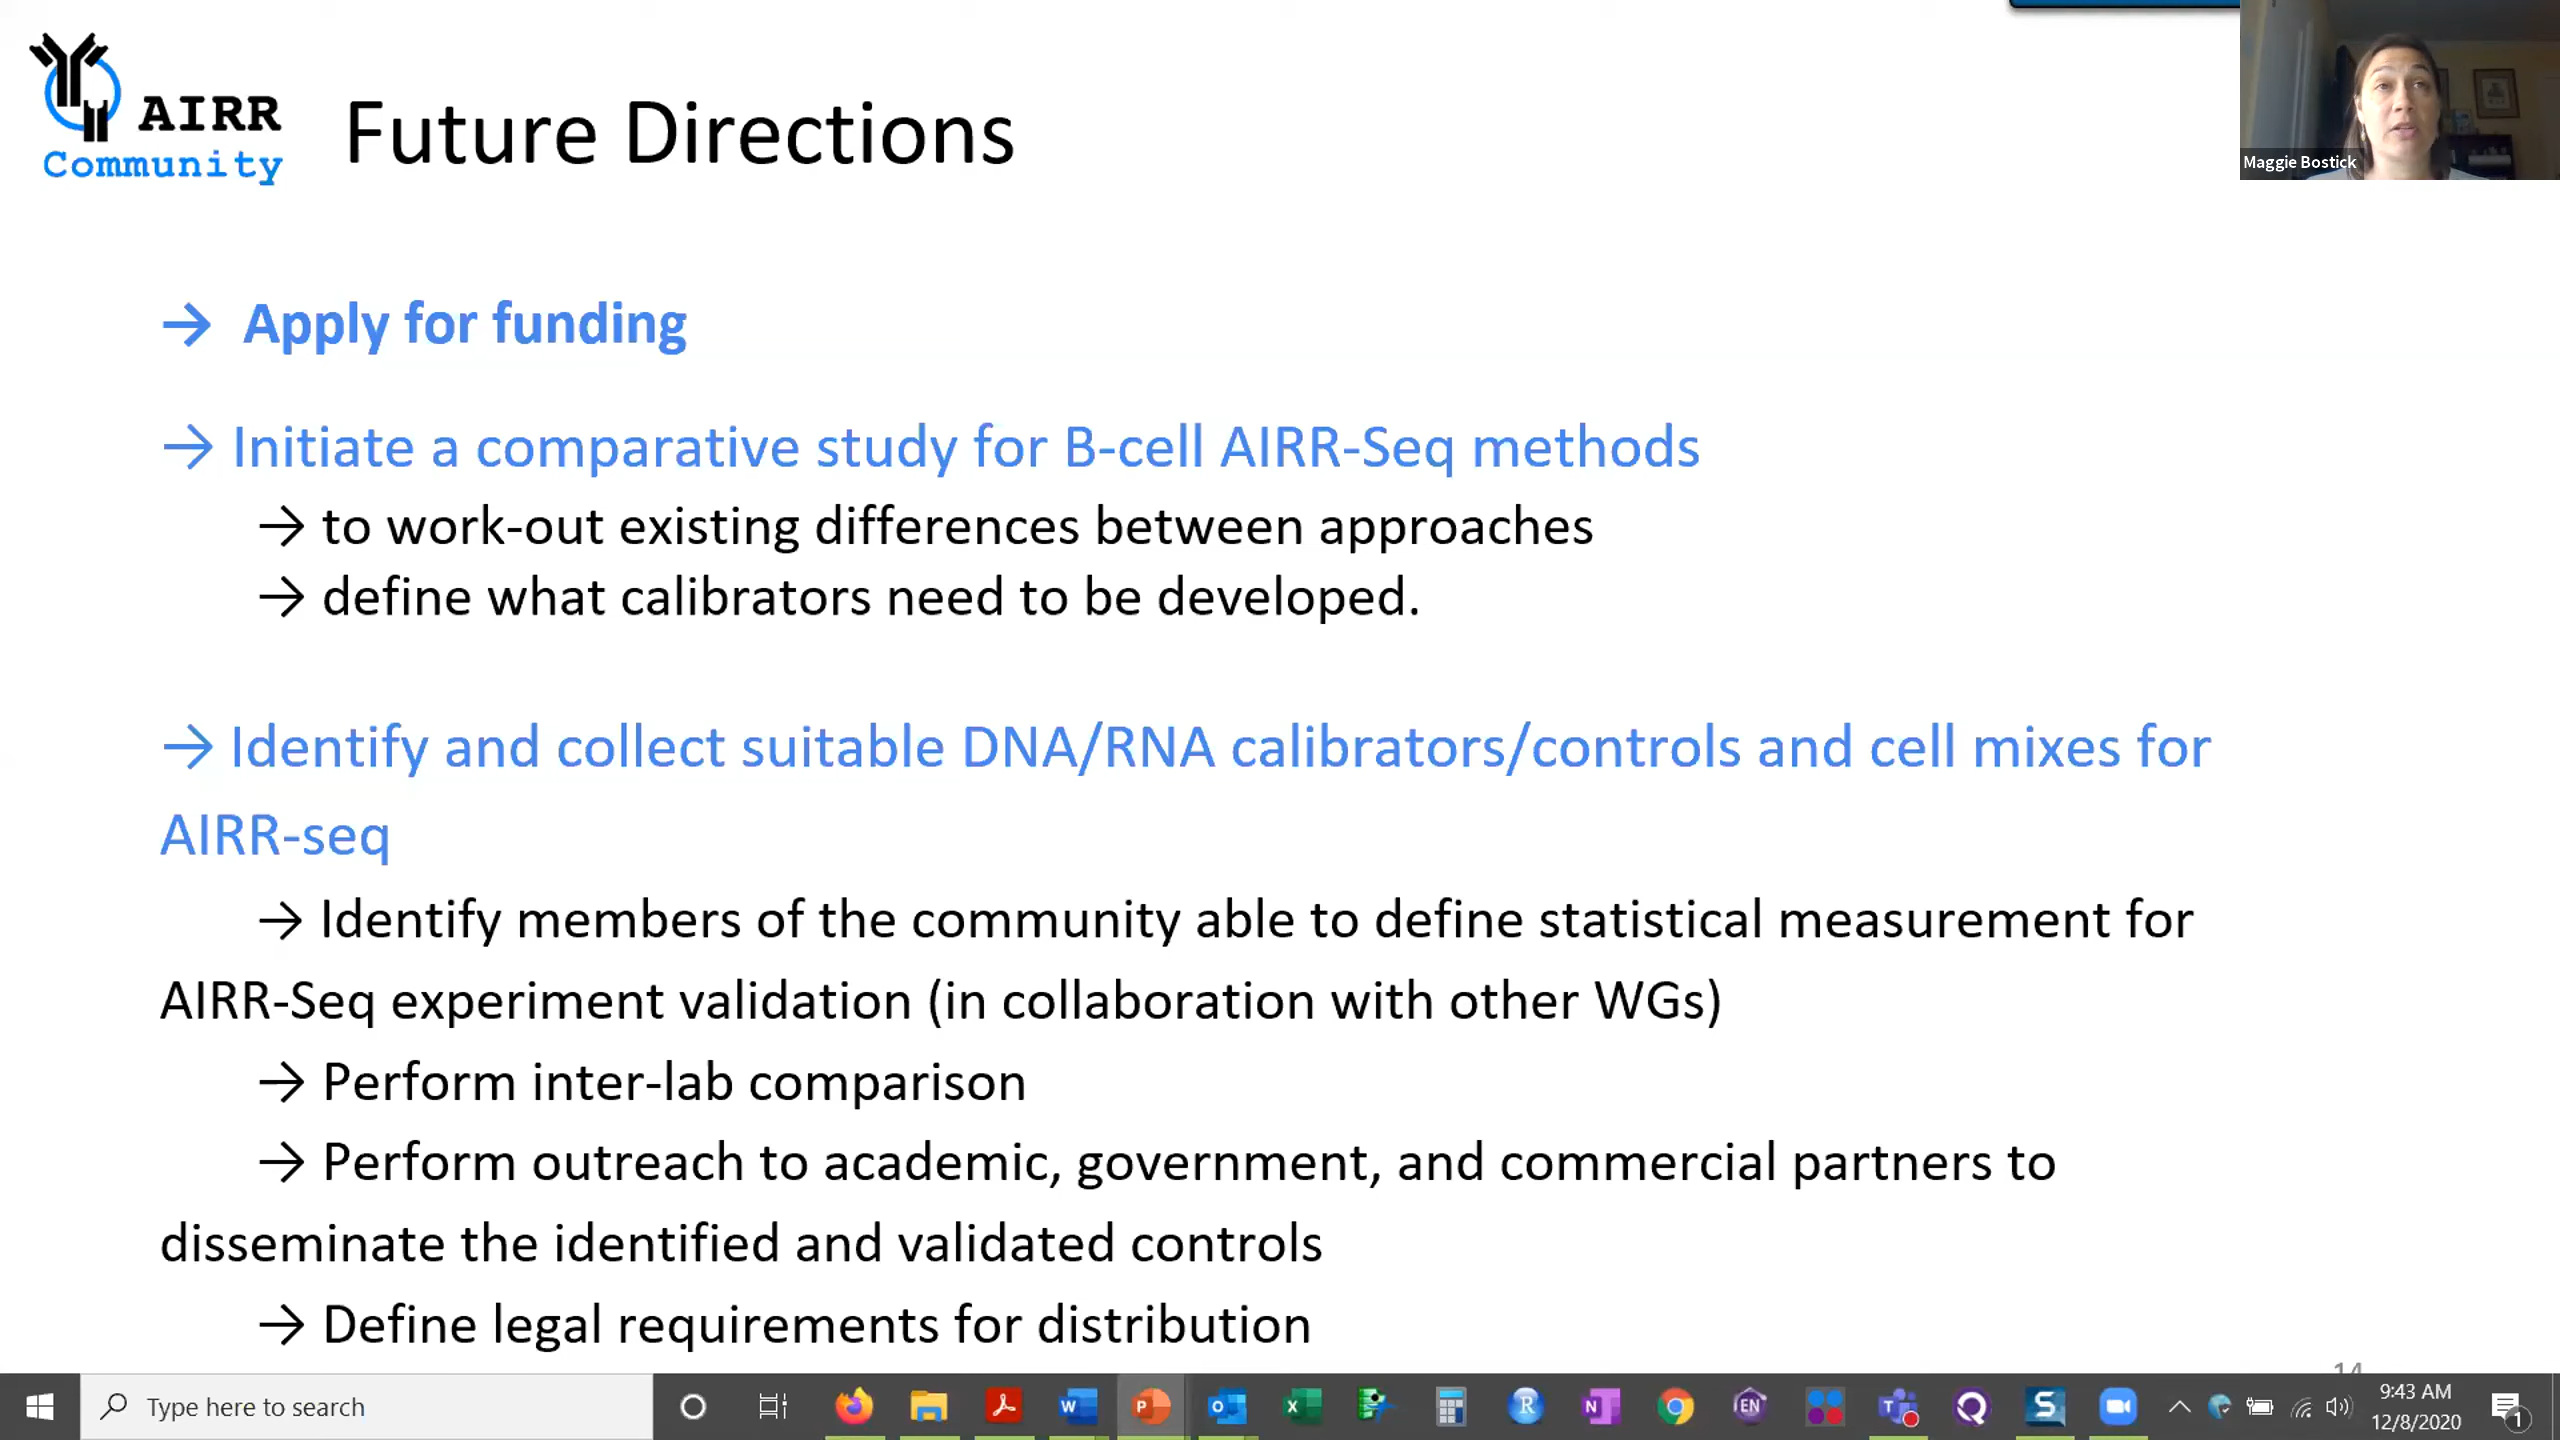 AIRR
Community
Future Directions
Maggie Bostick
→ Apply for funding
→ Initiate a comparative study for B-cell AIRR-Seq methods
→ to work-out existing differences between approaches
→ define what calibrators need to be developed.
→ Identify and collect suitable DNA/RNA calibrators/controls and cell mixes for
AIRR-seq
→ Identify members of the community able to define statistical measurement for
AIRR-Seq experiment validation (in collaboration with other WGs)
→ Perform inter-lab comparison
→ Perform outreach to academic, government, and commercial partners to
disseminate the identified and validated controls
→ Define legal requirements for distribution
14
Type here to search
9:43 AM
12/8/2020